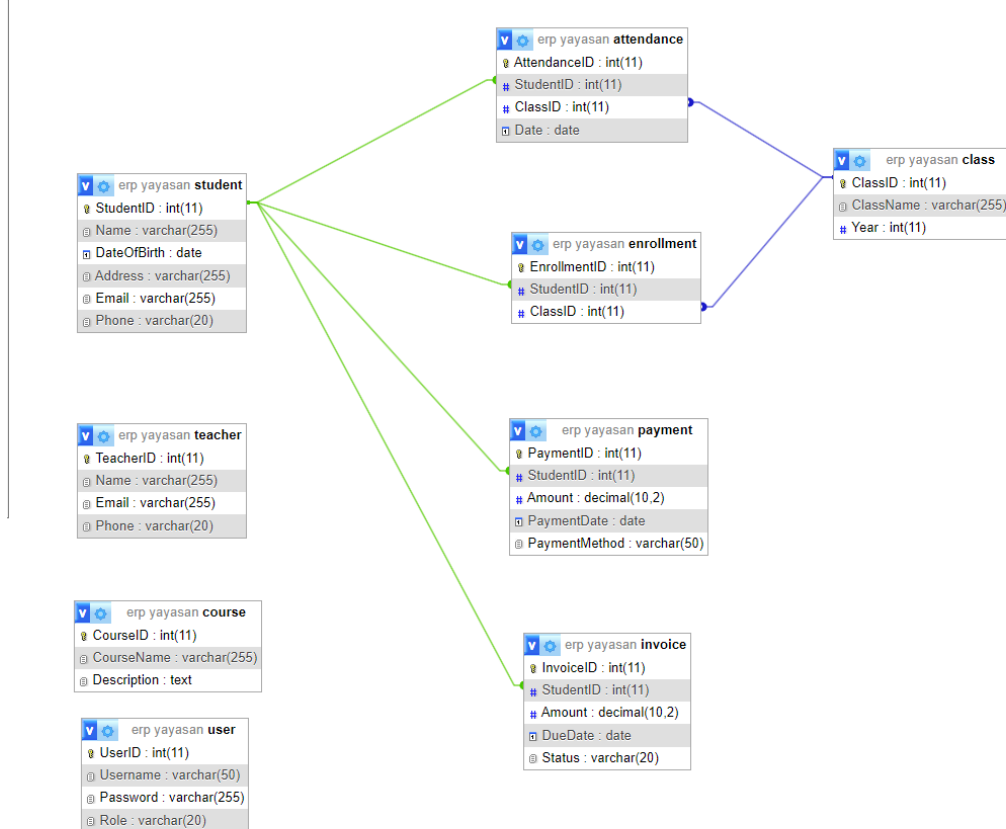 erp yayasan attendance
AttendanceID : int(11)
StudentID : int(11)
ClassID : int(11)
Date : date
erp yayasan class
ClassID : int(11)
ClassName : varchar(255)
Year : int(11)
erp yayasan student
StudentID : int(11)
Name : varchar(255)
DateOfBirth : date
Address : varchar(255)
Email : varchar(255)
Phone : varchar(20)
erp yayasan enrollment
EnrollmentID : int(11)
StudentID : int(11)
ClassID : int(11)
erp yayasan teacher
TeacherID : int(11)
Name : varchar(255)
Email : varchar(255)
Phone : varchar(20)
erp yayasan payment
PaymentID : int(11)
StudentID : int(11)
Amount : decimal(10,2)
PaymentDate : date
PaymentMethod : varchar(50)
erp yayasan course
CourseID : int(11)
CourseName : varchar(255)
Description : text
erp yayasan invoice
InvoiceID : int(11)
StudentID : int(11)
Amount : decimal(10,2)
DueDate : date
Status : varchar(20)
erp yayasan user
UserID : int(11)
Username : varchar(50)
Password : varchar(255)
Role : varchar(20)